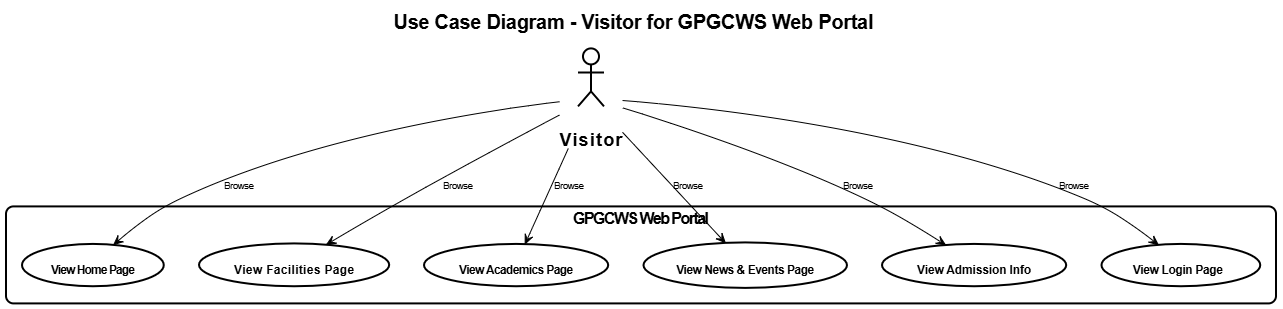 Use Case Diagram - Visitor for GPGCWS Web Portal
Visitor
Browse Browse Browse Browse Browse Browse
GPGCWS Web Portal
View Home Page View Facilities Page View Academics Page View News & Events Page View Admission Info View Login Page